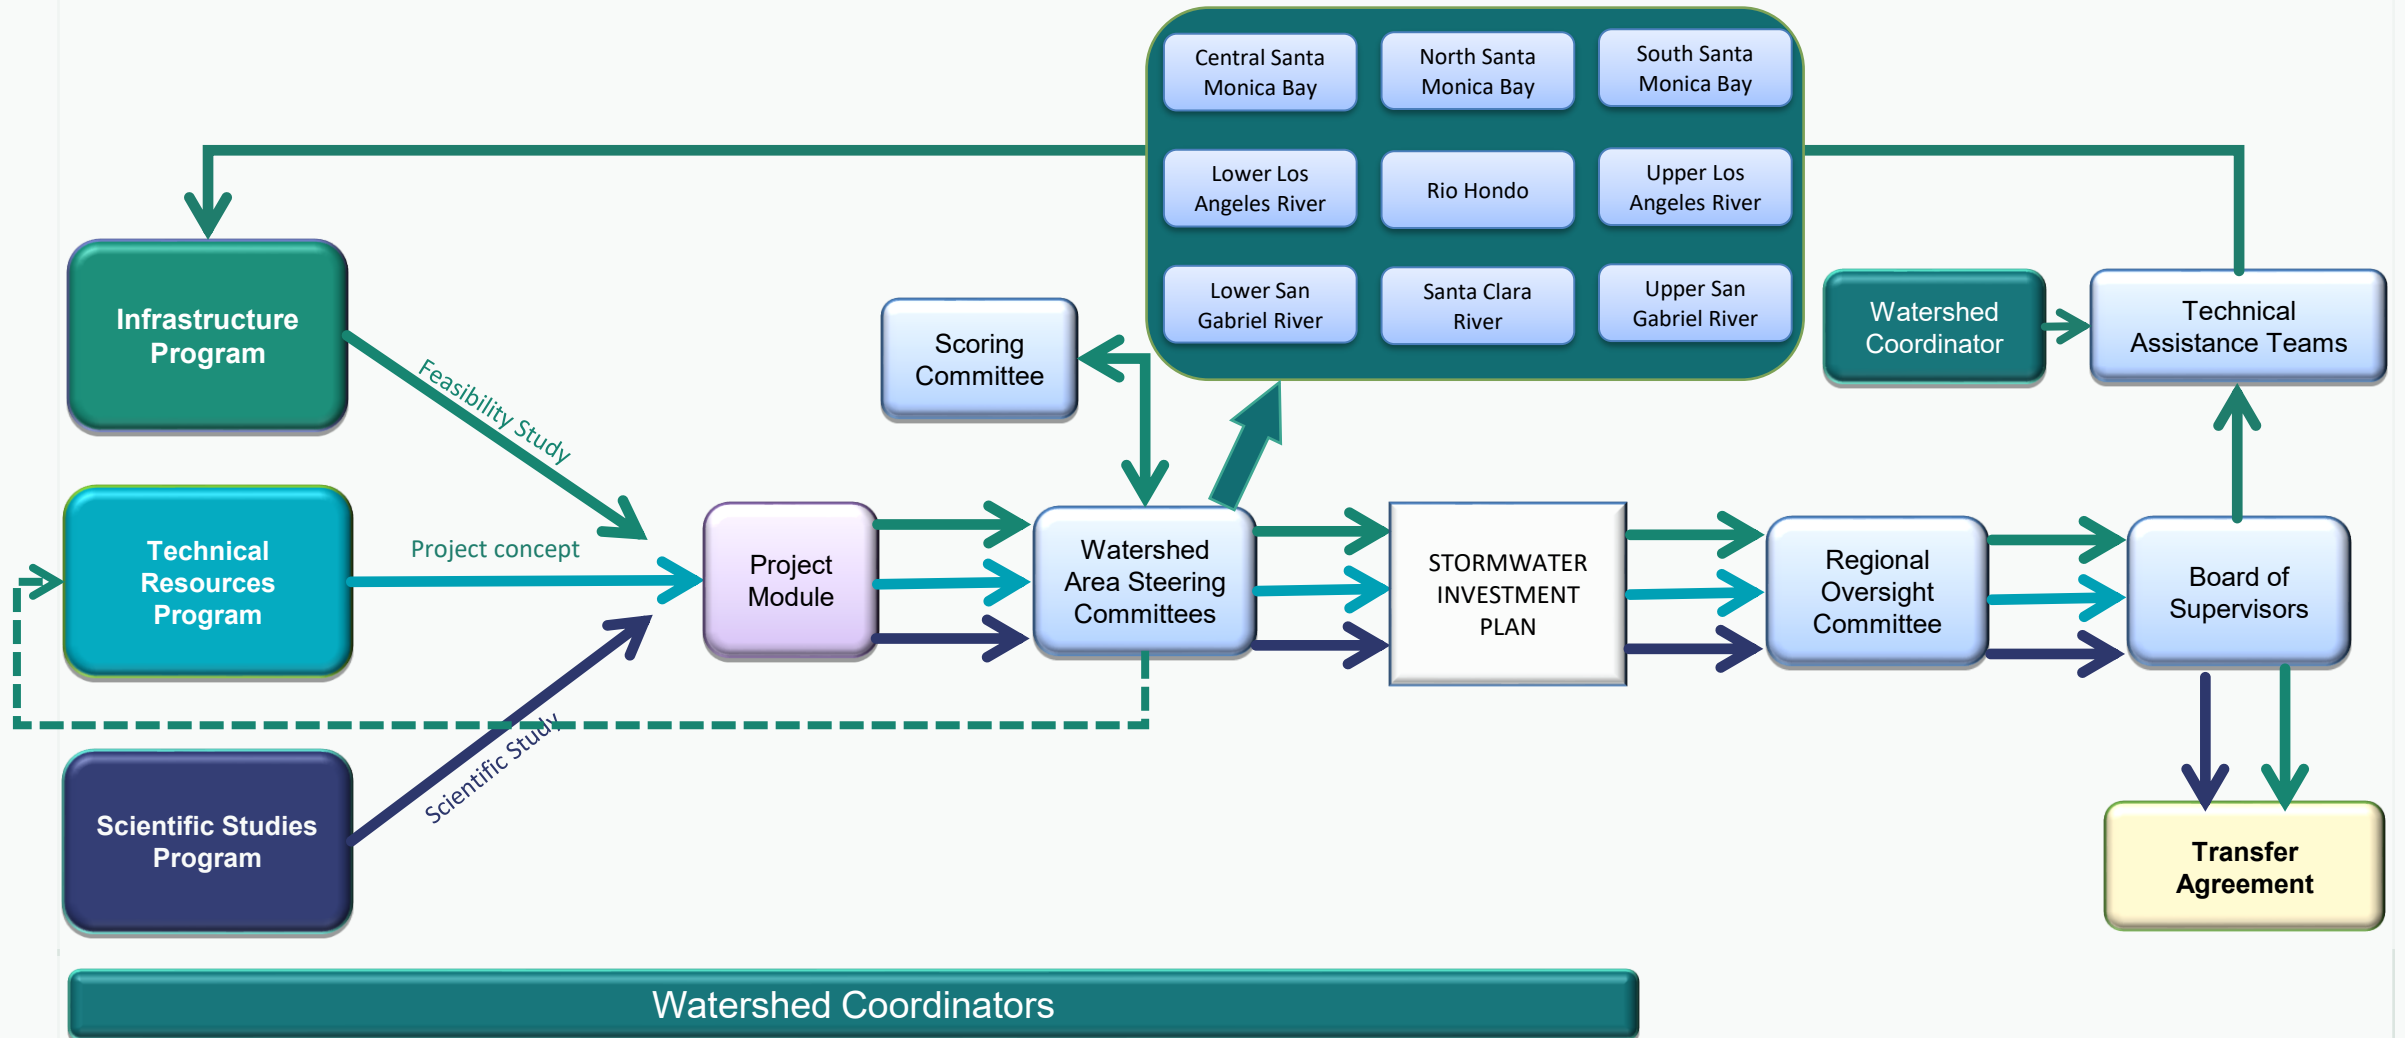 Central Santa
Monica Bay
North Santa
Monica Bay
South Santa
Monica Bay
Lower Los
Angeles River
Rio Hondo
Upper Los
Angeles River
Lower San
Gabriel River
Santa Clara
River
Upper San
Gabriel River
Infrastructure
Program
Feasibility Study
Scoring
Committee
Watershed
Coordinator
Technical
Assistance Teams
Technical
Resources
Program
Project concept
Project
Module
Watershed
Area Steering
Committees
STORMWATER
INVESTMENT
PLAN
Regional
Oversight
Committee
Board of
Supervisors
Scientific Studies
Program
Scientific Study
Transfer
Agreement
Watershed Coordinators